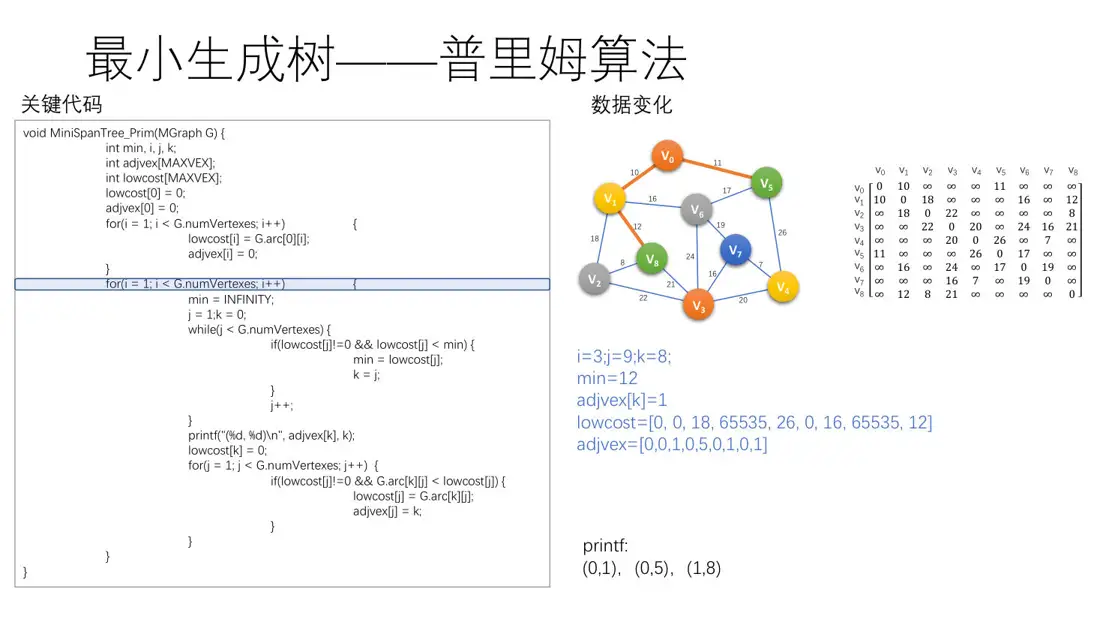 最小生成树——普里姆算法
关键代码
void MiniSpanTree_Prim(MGraph G) {
int min, i, j, k;
int adjvex[MAXVEX];
int lowcost[MAXVEX];
lowcost[0] = 0;
adjvex[0] = 0;
for(i = 1; i < G.numVertexes; i++) {
lowcost[i] = G.arc[0][i];
adjvex[i] = 0;
}
for(i = 1; i < G.numVertexes; i++) {
min = INFINITY;
j = 1;k = 0;
while(j < G.numVertexes) {
if(lowcost[j]!=0 && lowcost[j] < min) {
min = lowcost[j];
k = j;
}
j++;
}
printf("(%d, %d)\n", adjvex[k], k);
lowcost[k] = 0;
for(j = 1; j < G.numVertexes; j++) {
if(lowcost[j]!=0 && G.arc[k][j] < lowcost[j]) {
lowcost[j] = G.arc[k][j];
adjvex[j] = k;
}
}
}
}
数据变化
V0
10
11
V5
V1
16
17
V6
12
19
18
26
V8
V7
8
24
21
16
7
V2
22
V3
20
V4
V0 V1 V2 V3 V4 V5 V6 V7 V8
V0 0 10 ∞ ∞ ∞ 11 ∞ ∞ ∞
V1 10 0 18 ∞ ∞ ∞ 16 ∞ 12
V2 ∞ 18 0 22 ∞ ∞ ∞ ∞ 8
V3 ∞ ∞ 22 0 20 ∞ 24 16 21
V4 ∞ ∞ ∞ 20 0 26 ∞ 7 ∞
V5 11 ∞ ∞ ∞ 26 0 17 ∞ ∞
V6 ∞ 16 ∞ 24 ∞ 17 0 19 ∞
V7 ∞ ∞ ∞ 16 7 ∞ 19 0 ∞
V8 ∞ 12 8 21 ∞ ∞ ∞ ∞ 0
i=3;j=9;k=8;
min=12
adjvex[k]=1
lowcost=[0, 0, 18, 65535, 26, 0, 16, 65535, 12]
adjvex=[0,0,1,0,5,0,1,0,1]
printf:
(0,1), (0,5), (1,8)